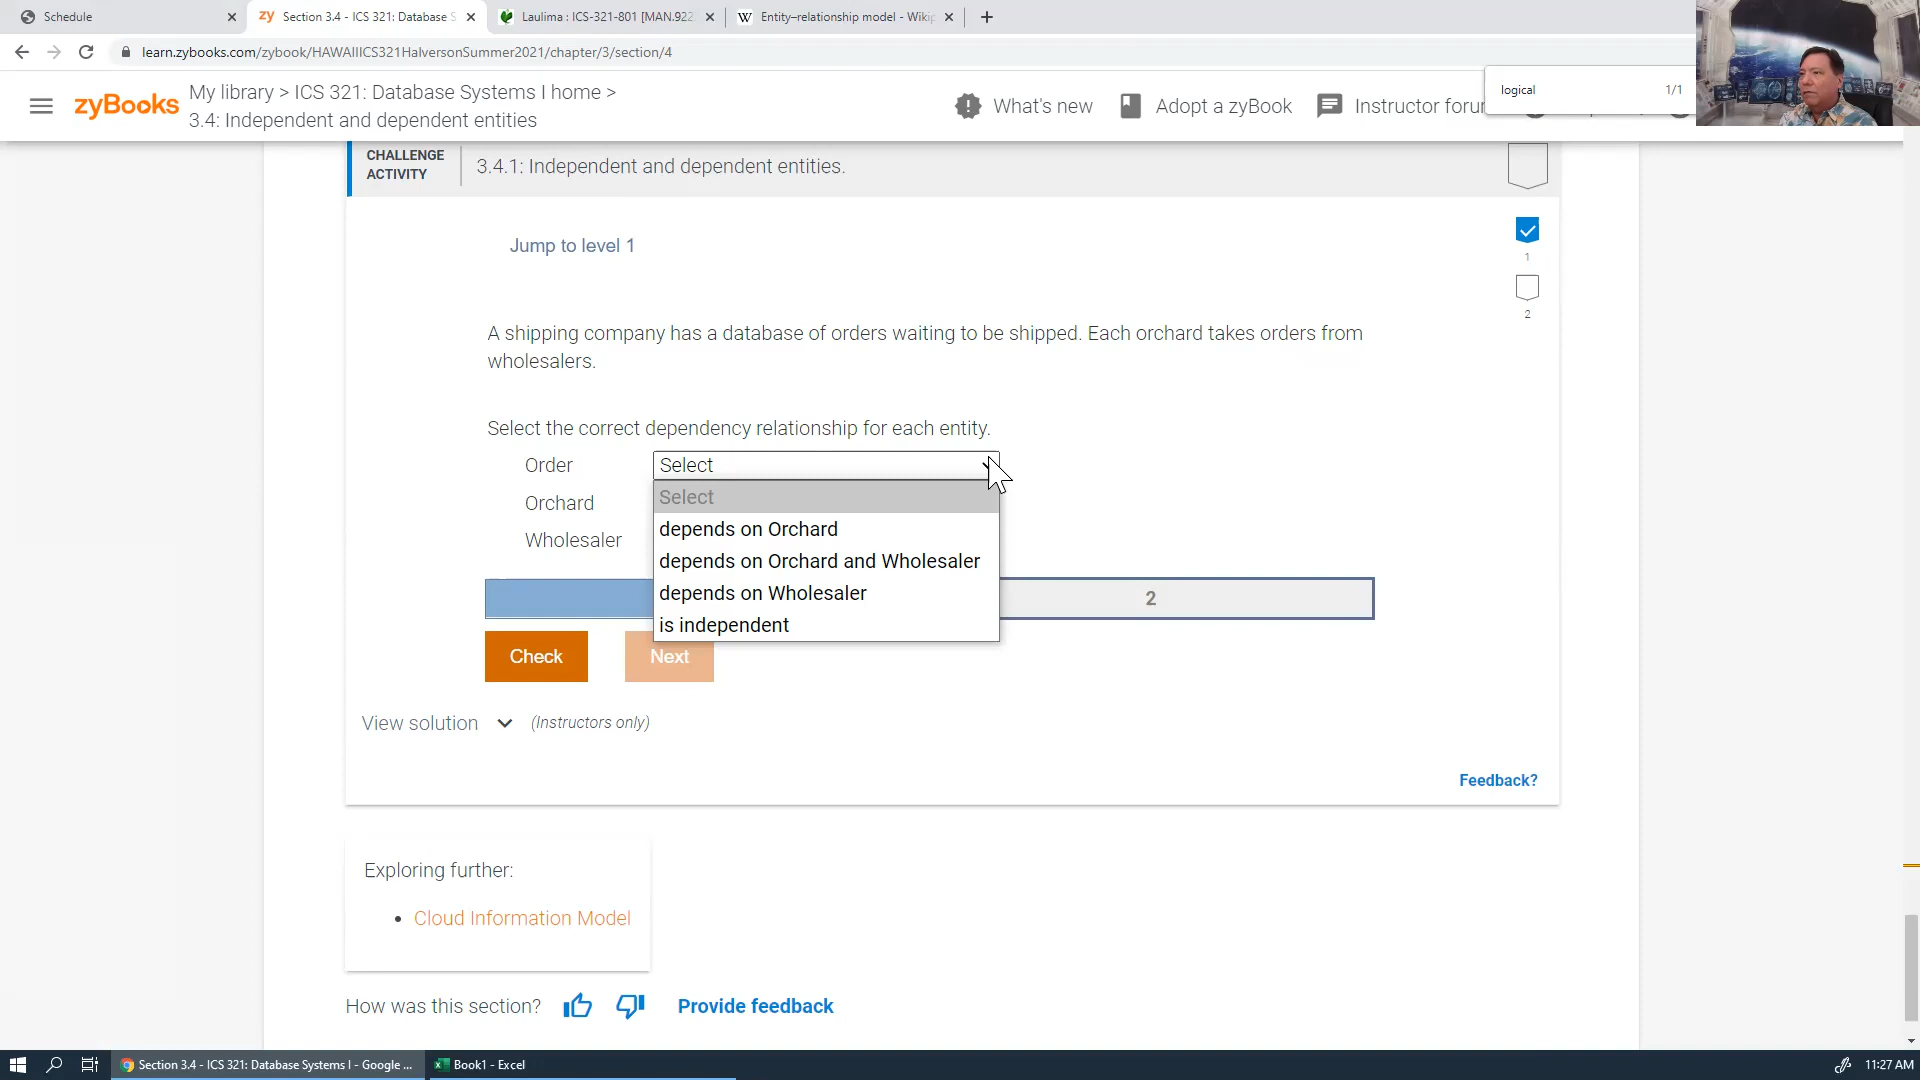 Schedule
zy Section 3.4 - ICS 321: Database S
Laulima : ICS-321-801 [MAN.922
W Entity–relationship model - Wikip
learn.zybooks.com/zybook/HAWAIIICS321HalversonSummer2021/chapter/3/section/4
logical 1/1
zyBooks
My library > ICS 321: Database Systems I home >
3.4: Independent and dependent entities
What's new
Adopt a zyBook
Instructor forum
CHALLENGE
ACTIVITY
3.4.1: Independent and dependent entities.
Jump to level 1
1
2
A shipping company has a database of orders waiting to be shipped. Each orchard takes orders from
wholesalers.
Select the correct dependency relationship for each entity.
Order
Select
Select
Orchard
depends on Orchard
Wholesaler
depends on Orchard and Wholesaler
depends on Wholesaler
is independent
2
Check
Next
View solution
(Instructors only)
Feedback?
Exploring further:
• Cloud Information Model
How was this section?
Provide feedback
Section 3.4 - ICS 321: Database Systems I - Google ...
Book1 - Excel
11:27 AM